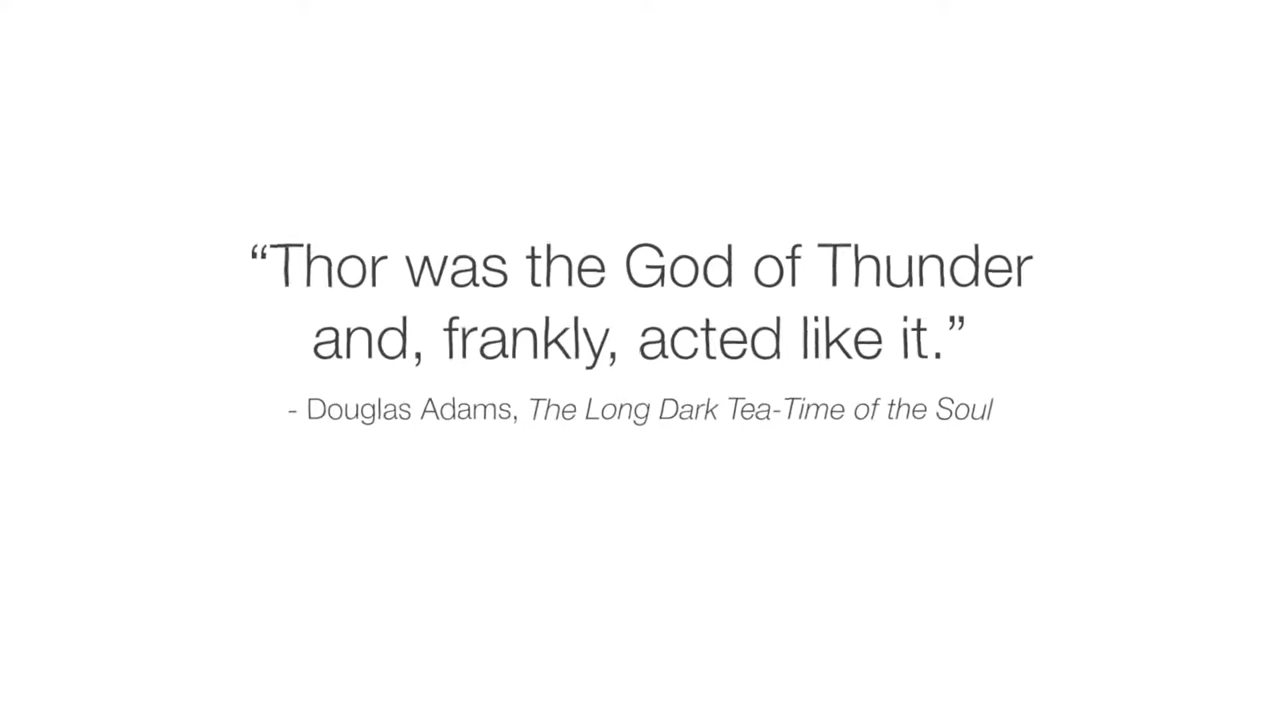 “Thor was the God of Thunder
and, frankly, acted like it.”
- Douglas Adams, The Long Dark Tea-Time of the Soul